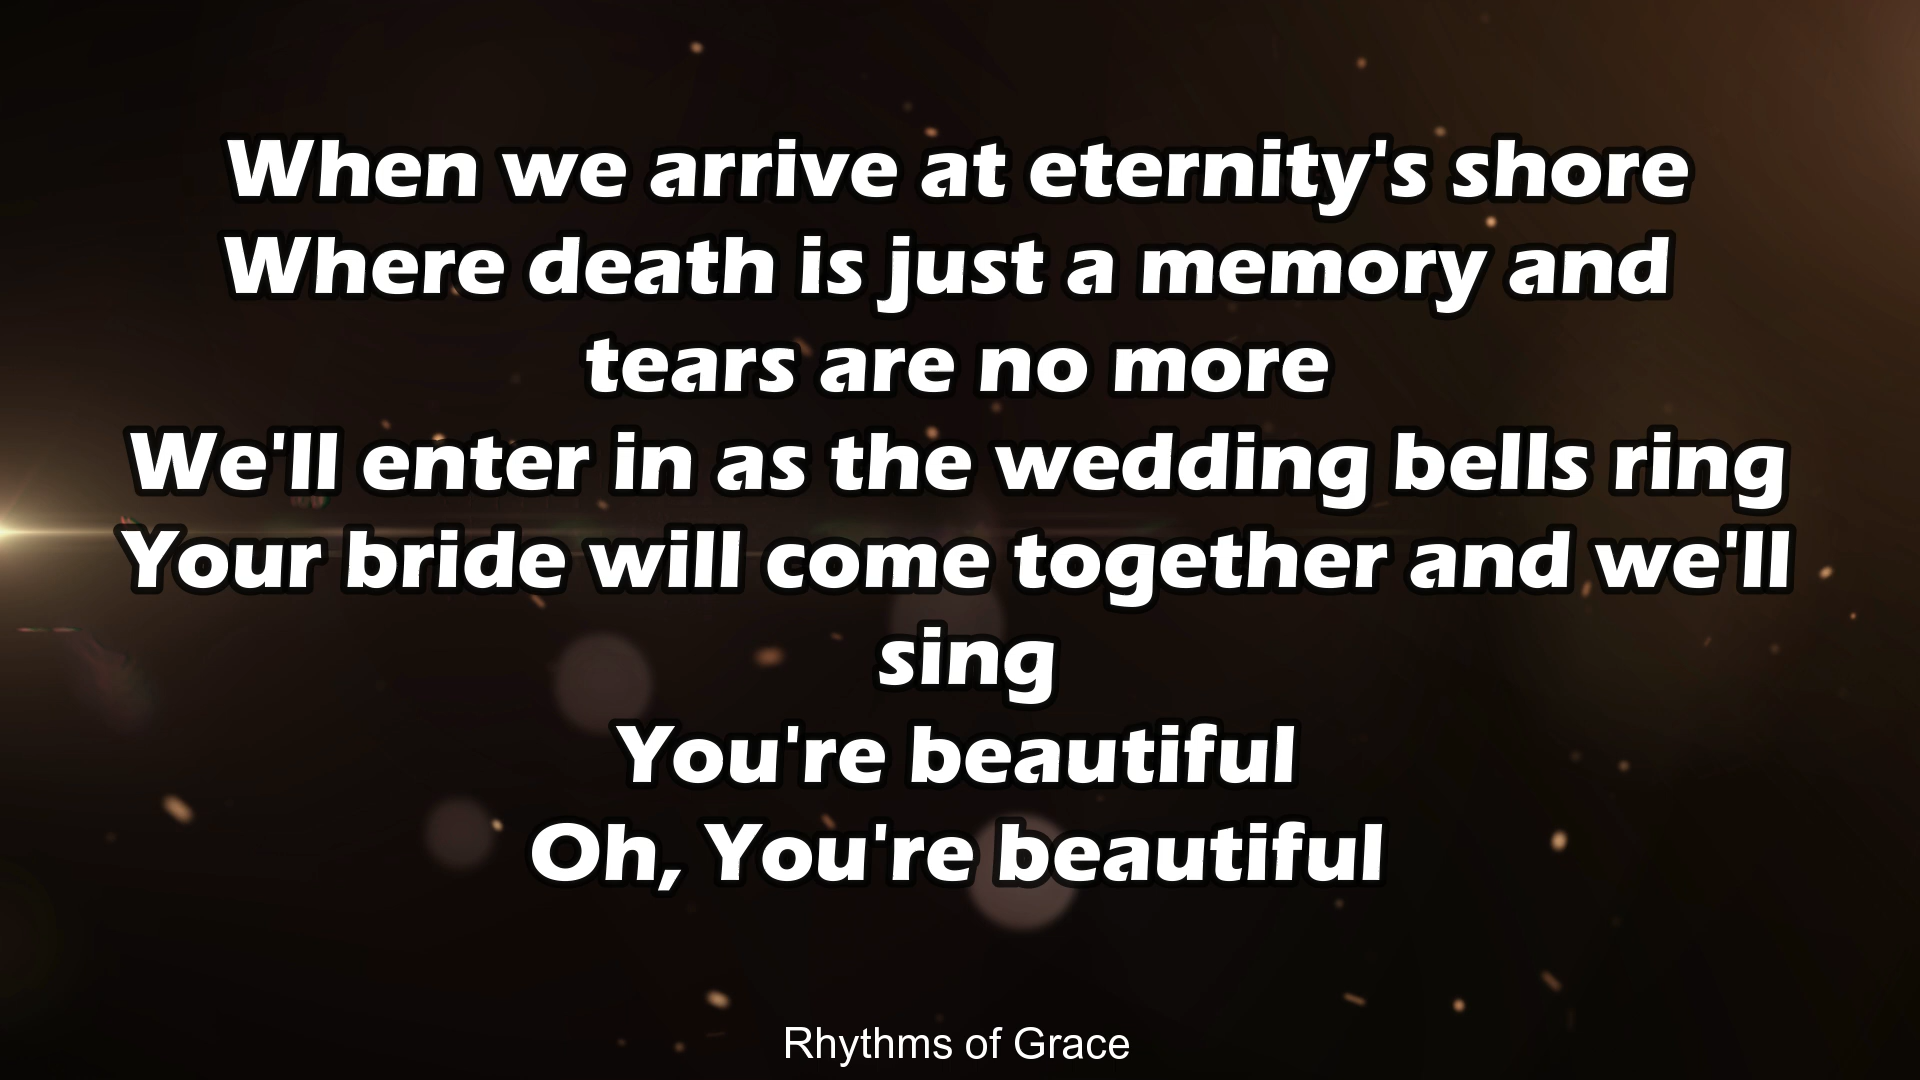 When we arrive at eternity's shore
Where death is just a memory and
tears are no more
We'll enter in as the wedding bells ring
Your bride will come together and we'll
sing
You're beautiful
Oh, You're beautiful
Rhythms of Grace